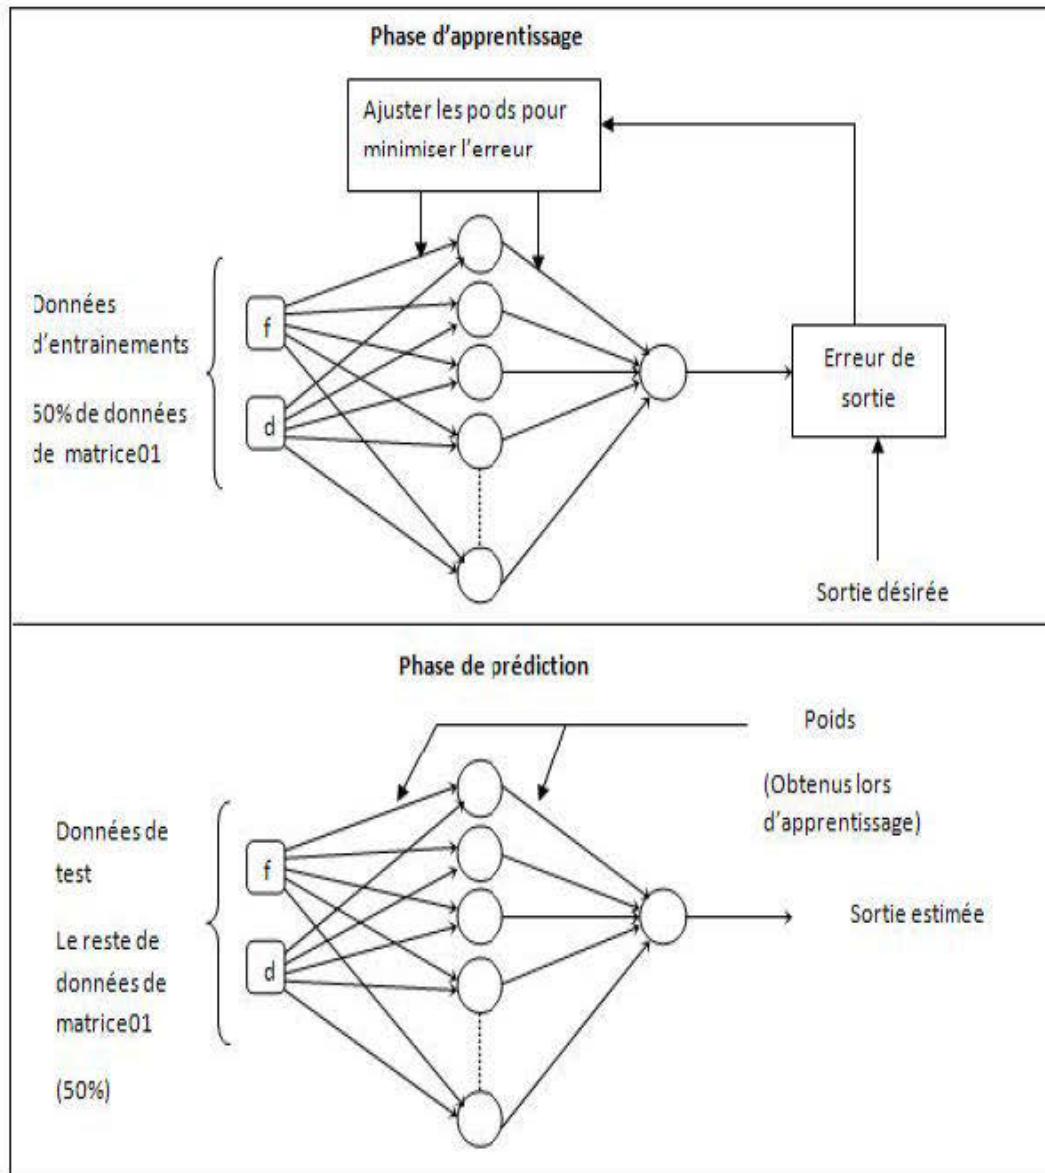 Phase d'apprentissage
Ajuster les po ds pour
minimiser l'erreur
Données
d'entrainements
50% de données
de matrice01
f
d
Erreur de
sortie
Sortie désirée
Phase de prédiction
Poids
(Obtenus lors
d'apprentissage)
Données de
test
Le reste de
données de
matrice01
(50%)
f
d
Sortie estimée